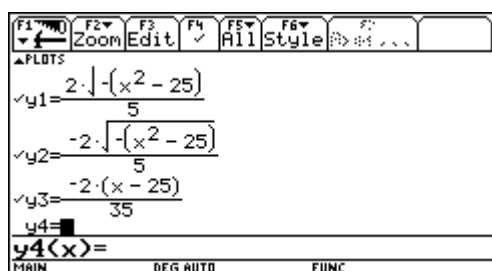 F1 F2 F3 F4 F5 F6 F7
Zoom Edit ✓ All Style
▲PLOTS
✓y1=2·√(-(x² - 25))/5
✓y2=-2·√(-(x² - 25))/5
✓y3=-2·(x - 25)/35
y4=
y4(x)=
MAIN DEG AUTO FUNC